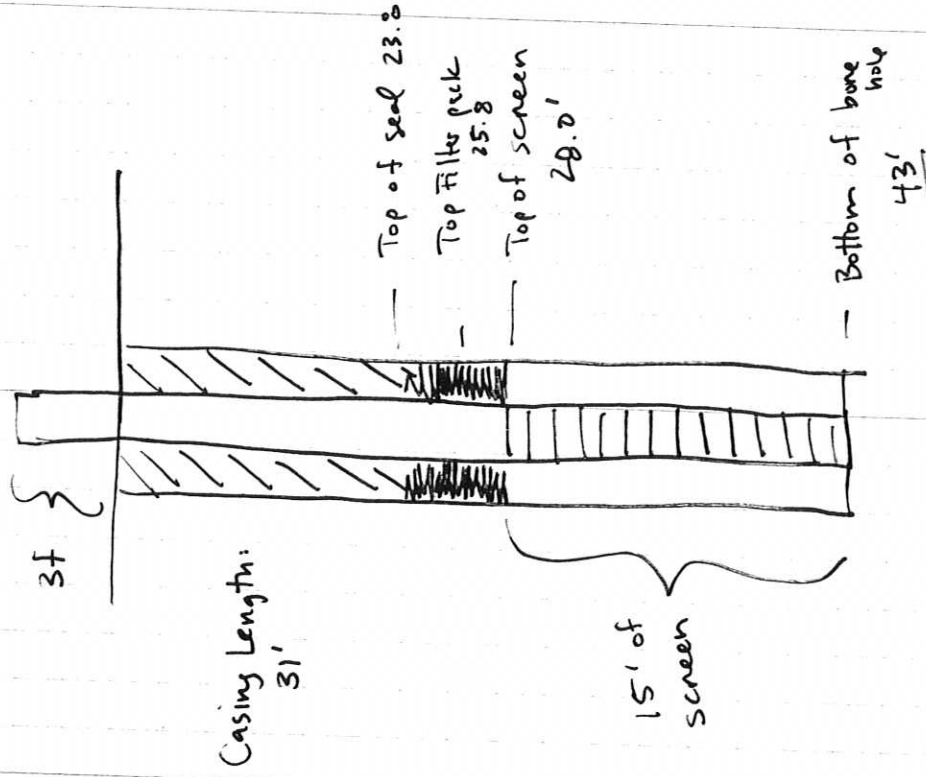 3f
Casing Length:
31'
Top of seal 23.8
Top Filter pack
25.8
Top of screen
28.0'
15' of
screen
Bottom of bore
hole
43'